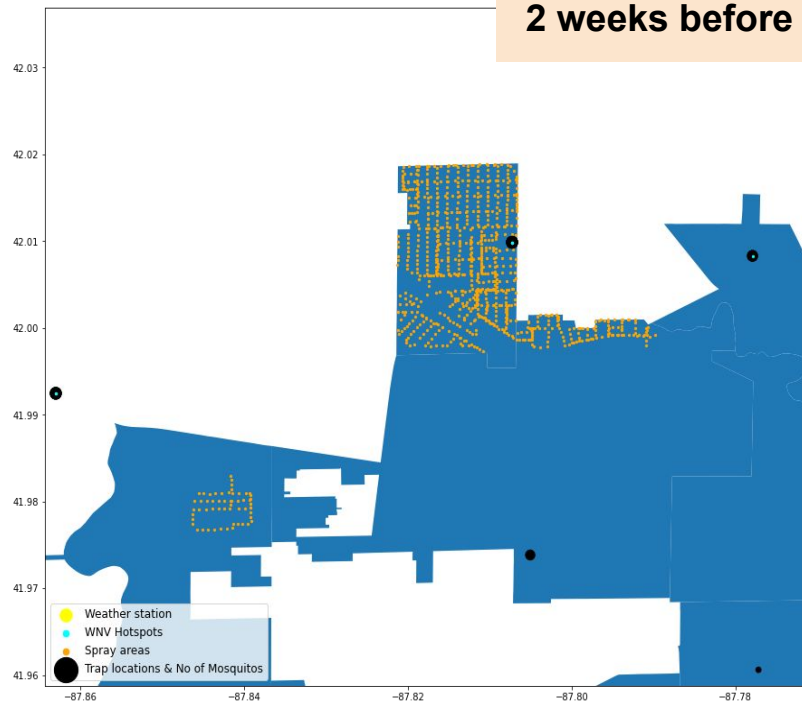 2 weeks before
42.03
42.02
42.01
42.00
41.99
41.98
41.97
41.96
Weather station
WNV Hotspots
Spray areas
Trap locations & No of Mosquitos
−87.86
−87.84
−87.82
−87.80
−87.78